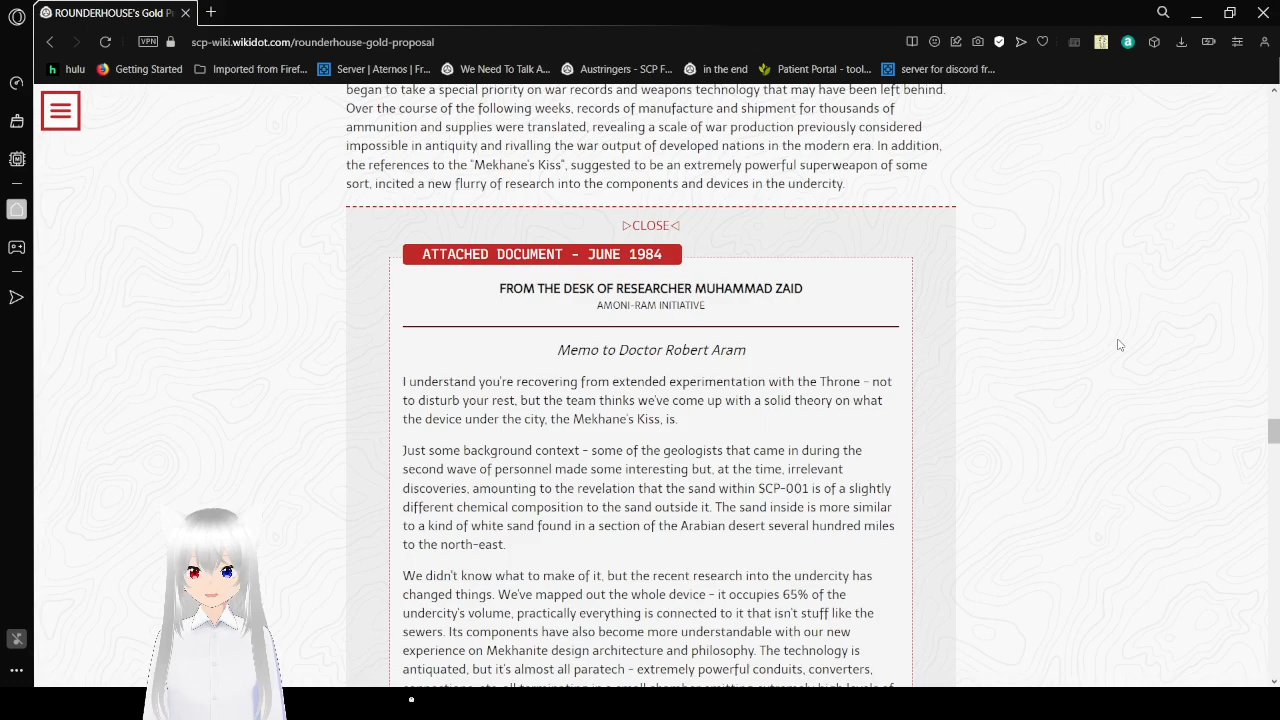 ROUNDERHOUSE's Gold Pr
scp-wiki.wikidot.com/rounderhouse-gold-proposal
VPN
hulu
Getting Started
Imported from Firef...
Server | Aternos | Fr...
We Need To Talk A...
Austringers - SCP F...
in the end
Patient Portal - tool...
server for discord fr...
began to take a special priority on war records and weapons technology that may have been left behind.
Over the course of the following weeks, records of manufacture and shipment for thousands of
ammunition and supplies were translated, revealing a scale of war production previously considered
impossible in antiquity and rivalling the war output of developed nations in the modern era. In addition,
the references to the "Mekhane's Kiss", suggested to be an extremely powerful superweapon of some
sort, incited a new flurry of research into the components and devices in the undercity.
▷CLOSE◁
ATTACHED DOCUMENT - JUNE 1984
FROM THE DESK OF RESEARCHER MUHAMMAD ZAID
AMONI-RAM INITIATIVE
Memo to Doctor Robert Aram
I understand you're recovering from extended experimentation with the Throne - not
to disturb your rest, but the team thinks we've come up with a solid theory on what
the device under the city, the Mekhane's Kiss, is.
Just some background context - some of the geologists that came in during the
second wave of personnel made some interesting but, at the time, irrelevant
discoveries, amounting to the revelation that the sand within SCP-001 is of a slightly
different chemical composition to the sand outside it. The sand inside is more similar
to a kind of white sand found in a section of the Arabian desert several hundred miles
to the north-east.
We didn't know what to make of it, but the recent research into the undercity has
changed things. We've mapped out the whole device - it occupies 65% of the
undercity's volume, practically everything is connected to it that isn't stuff like the
sewers. Its components have also become more understandable with our new
experience on Mekhanite design architecture and philosophy. The technology is
antiquated, but it's almost all paratech - extremely powerful conduits, converters,